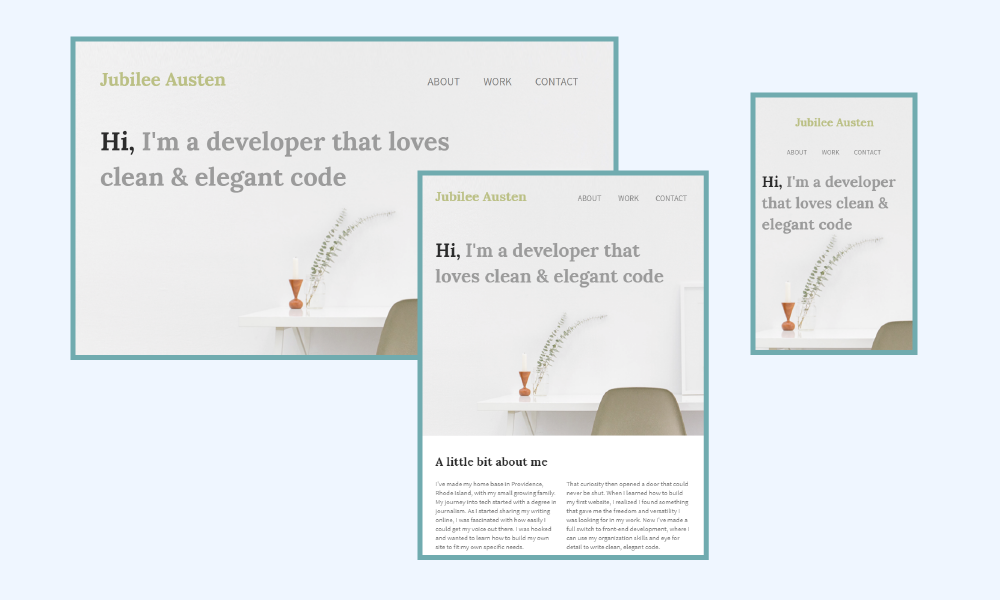 Jubilee Austen
ABOUT WORK CONTACT
Hi, I'm a developer that loves
clean & elegant code
Jubilee Austen
ABOUT WORK CONTACT
Hi, I'm a developer that
loves clean & elegant code
A little bit about me
I've made my home base in Providence,
Rhode Island, with my small growing family.
My journey into tech started with a degree in
journalism. As I started sharing my writing
online, I was fascinated with how easily I
could get my voice out there. I was hooked
and wanted to learn how to build my own
site to fit my own specific needs.
That curiosity then opened a door that could
never be shut. When I learned how to build
my first website, I realized I found something
that gave me the freedom and versatility I
was looking for in my work. Now I've made a
full switch to front-end development, where I
can use my organization skills and eye for
detail to write clean, elegant code.
Jubilee Austen
ABOUT WORK CONTACT
Hi, I'm a developer
that loves clean &
elegant code